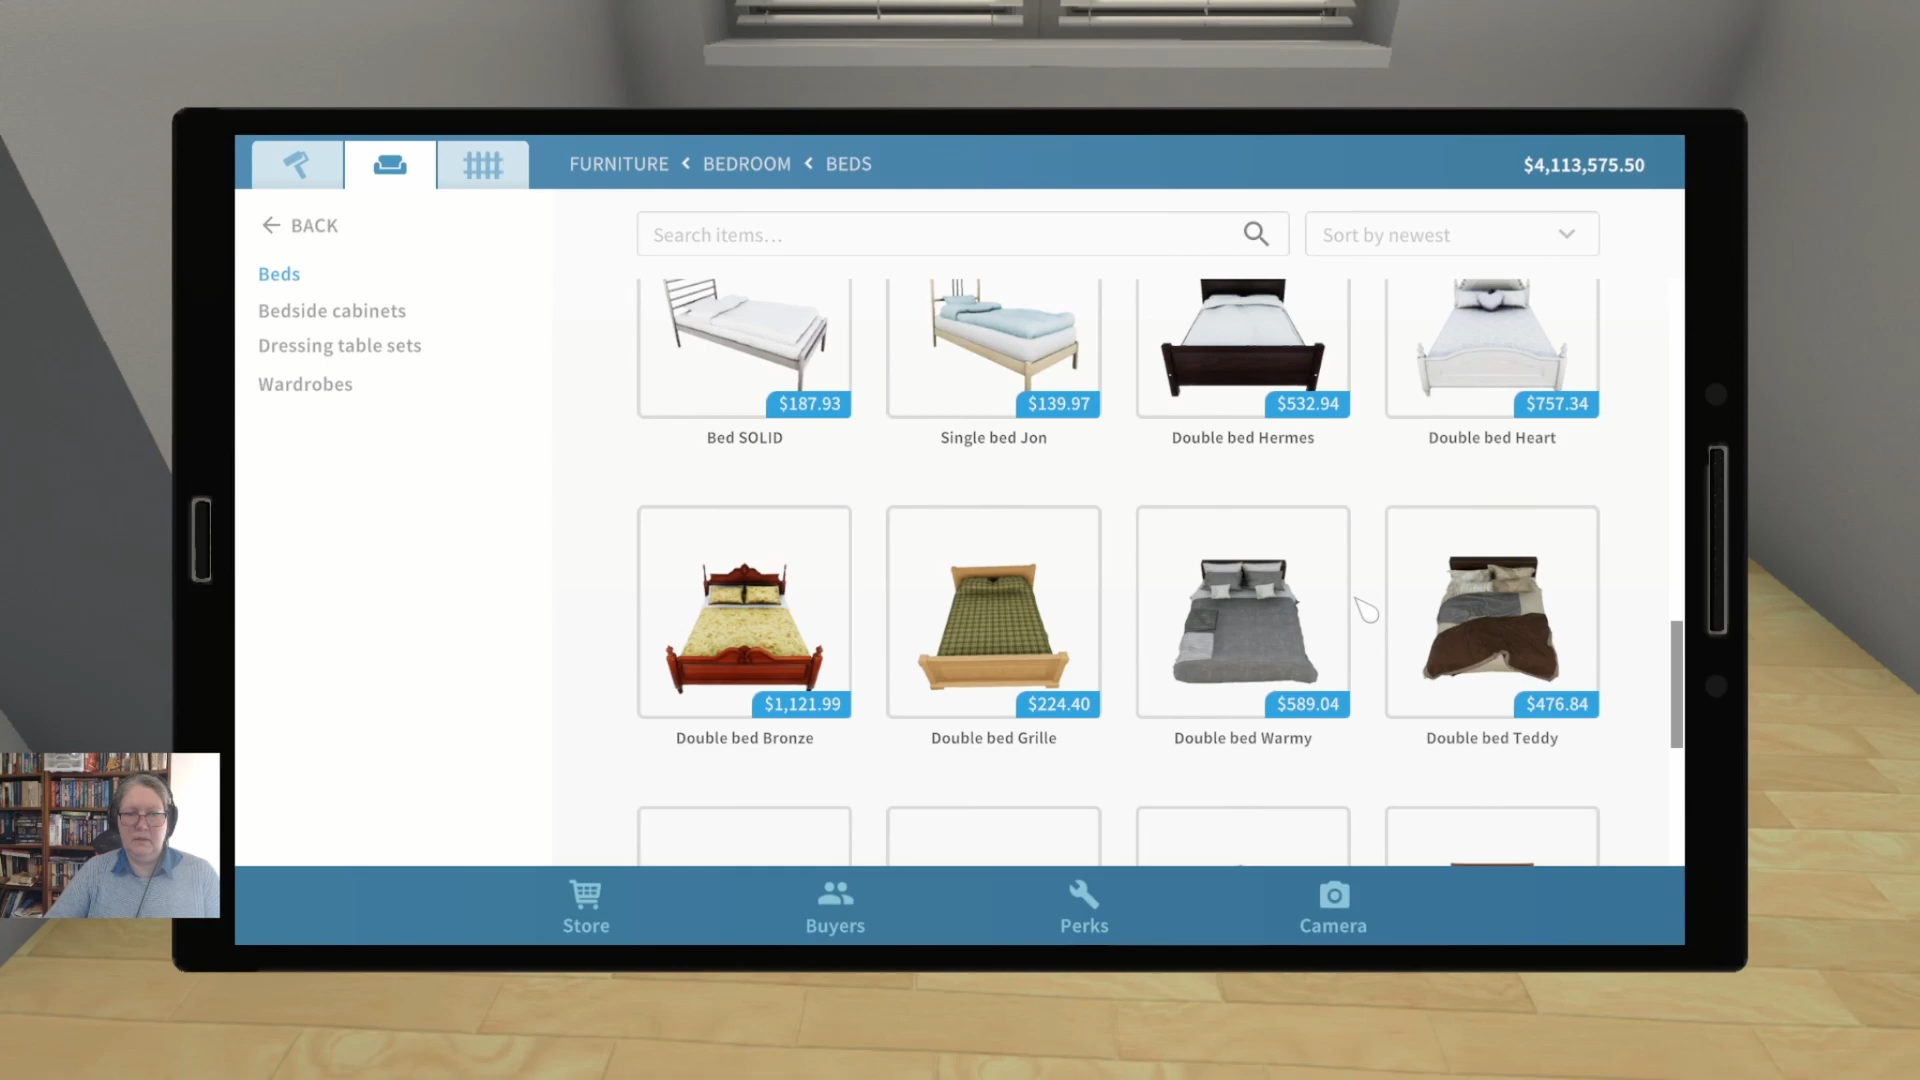 FURNITURE < BEDROOM < BEDS
$4,113,575.50
BACK
Search items...
Sort by newest
Beds
Bedside cabinets
Dressing table sets
Wardrobes
$187.93
$139.97
$532.94
$757.34
Bed SOLID
Single bed Jon
Double bed Hermes
Double bed Heart
$1,121.99
$224.40
$589.04
$476.84
Double bed Bronze
Double bed Grille
Double bed Warmy
Double bed Teddy
Store
Buyers
Perks
Camera